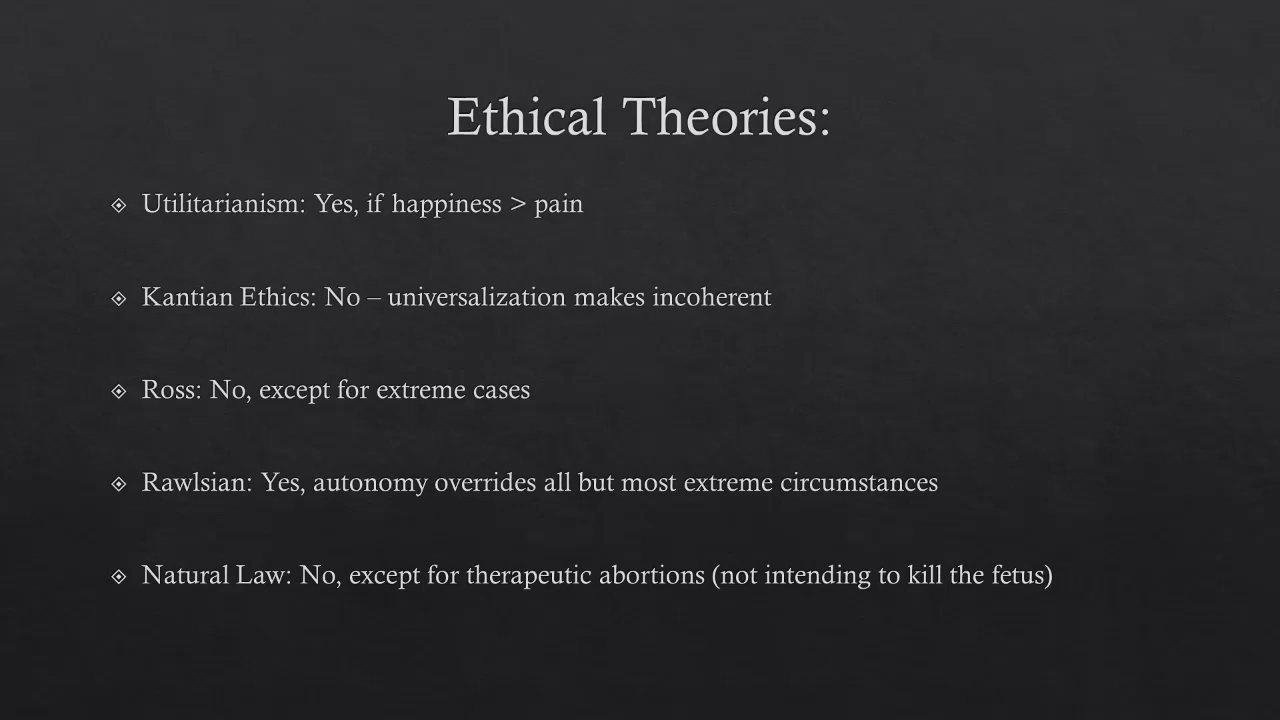 Ethical Theories:
Utilitarianism: Yes, if happiness > pain
Kantian Ethics: No – universalization makes incoherent
Ross: No, except for extreme cases
Rawlsian: Yes, autonomy overrides all but most extreme circumstances
Natural Law: No, except for therapeutic abortions (not intending to kill the fetus)